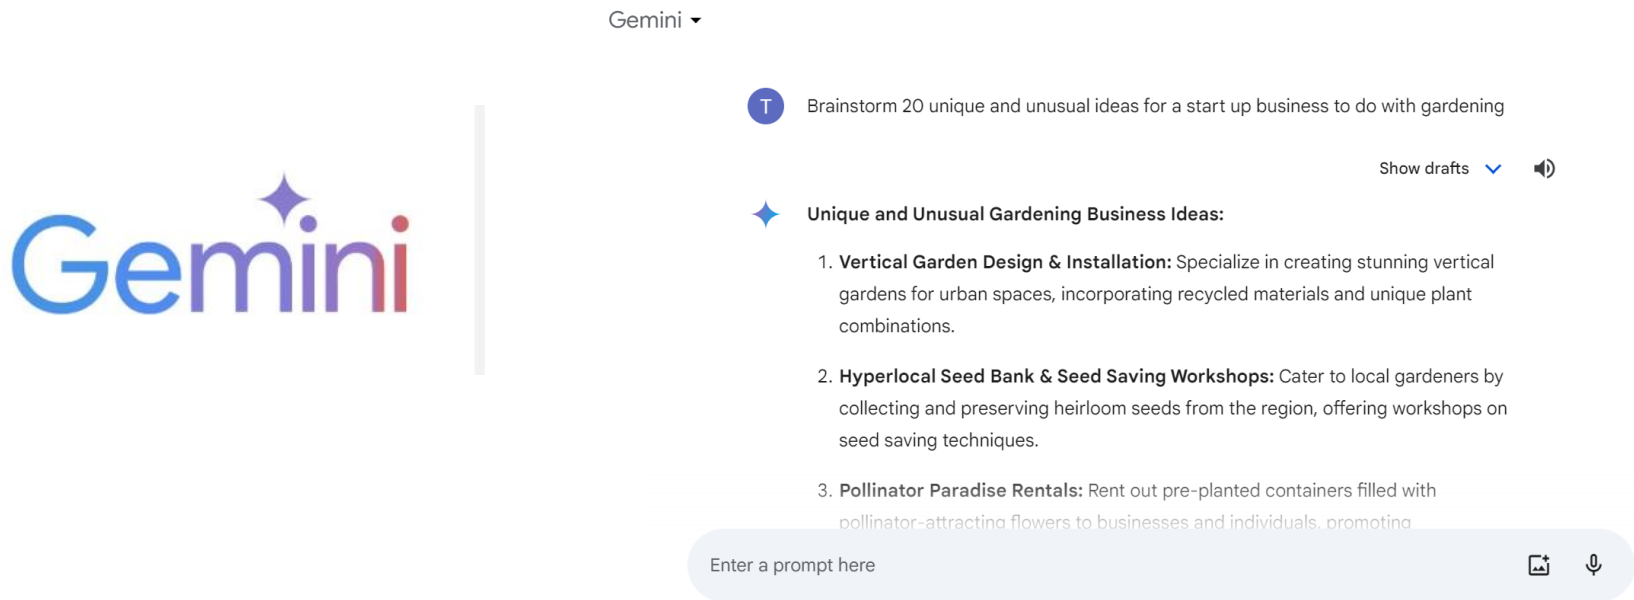 Gemini
Gemini
T
Brainstorm 20 unique and unusual ideas for a start up business to do with gardening
Show drafts
Unique and Unusual Gardening Business Ideas:
1. Vertical Garden Design & Installation: Specialize in creating stunning vertical
gardens for urban spaces, incorporating recycled materials and unique plant
combinations.
2. Hyperlocal Seed Bank & Seed Saving Workshops: Cater to local gardeners by
collecting and preserving heirloom seeds from the region, offering workshops on
seed saving techniques.
3. Pollinator Paradise Rentals: Rent out pre-planted containers filled with
pollinator-attracting flowers to businesses and individuals, promoting
Enter a prompt here